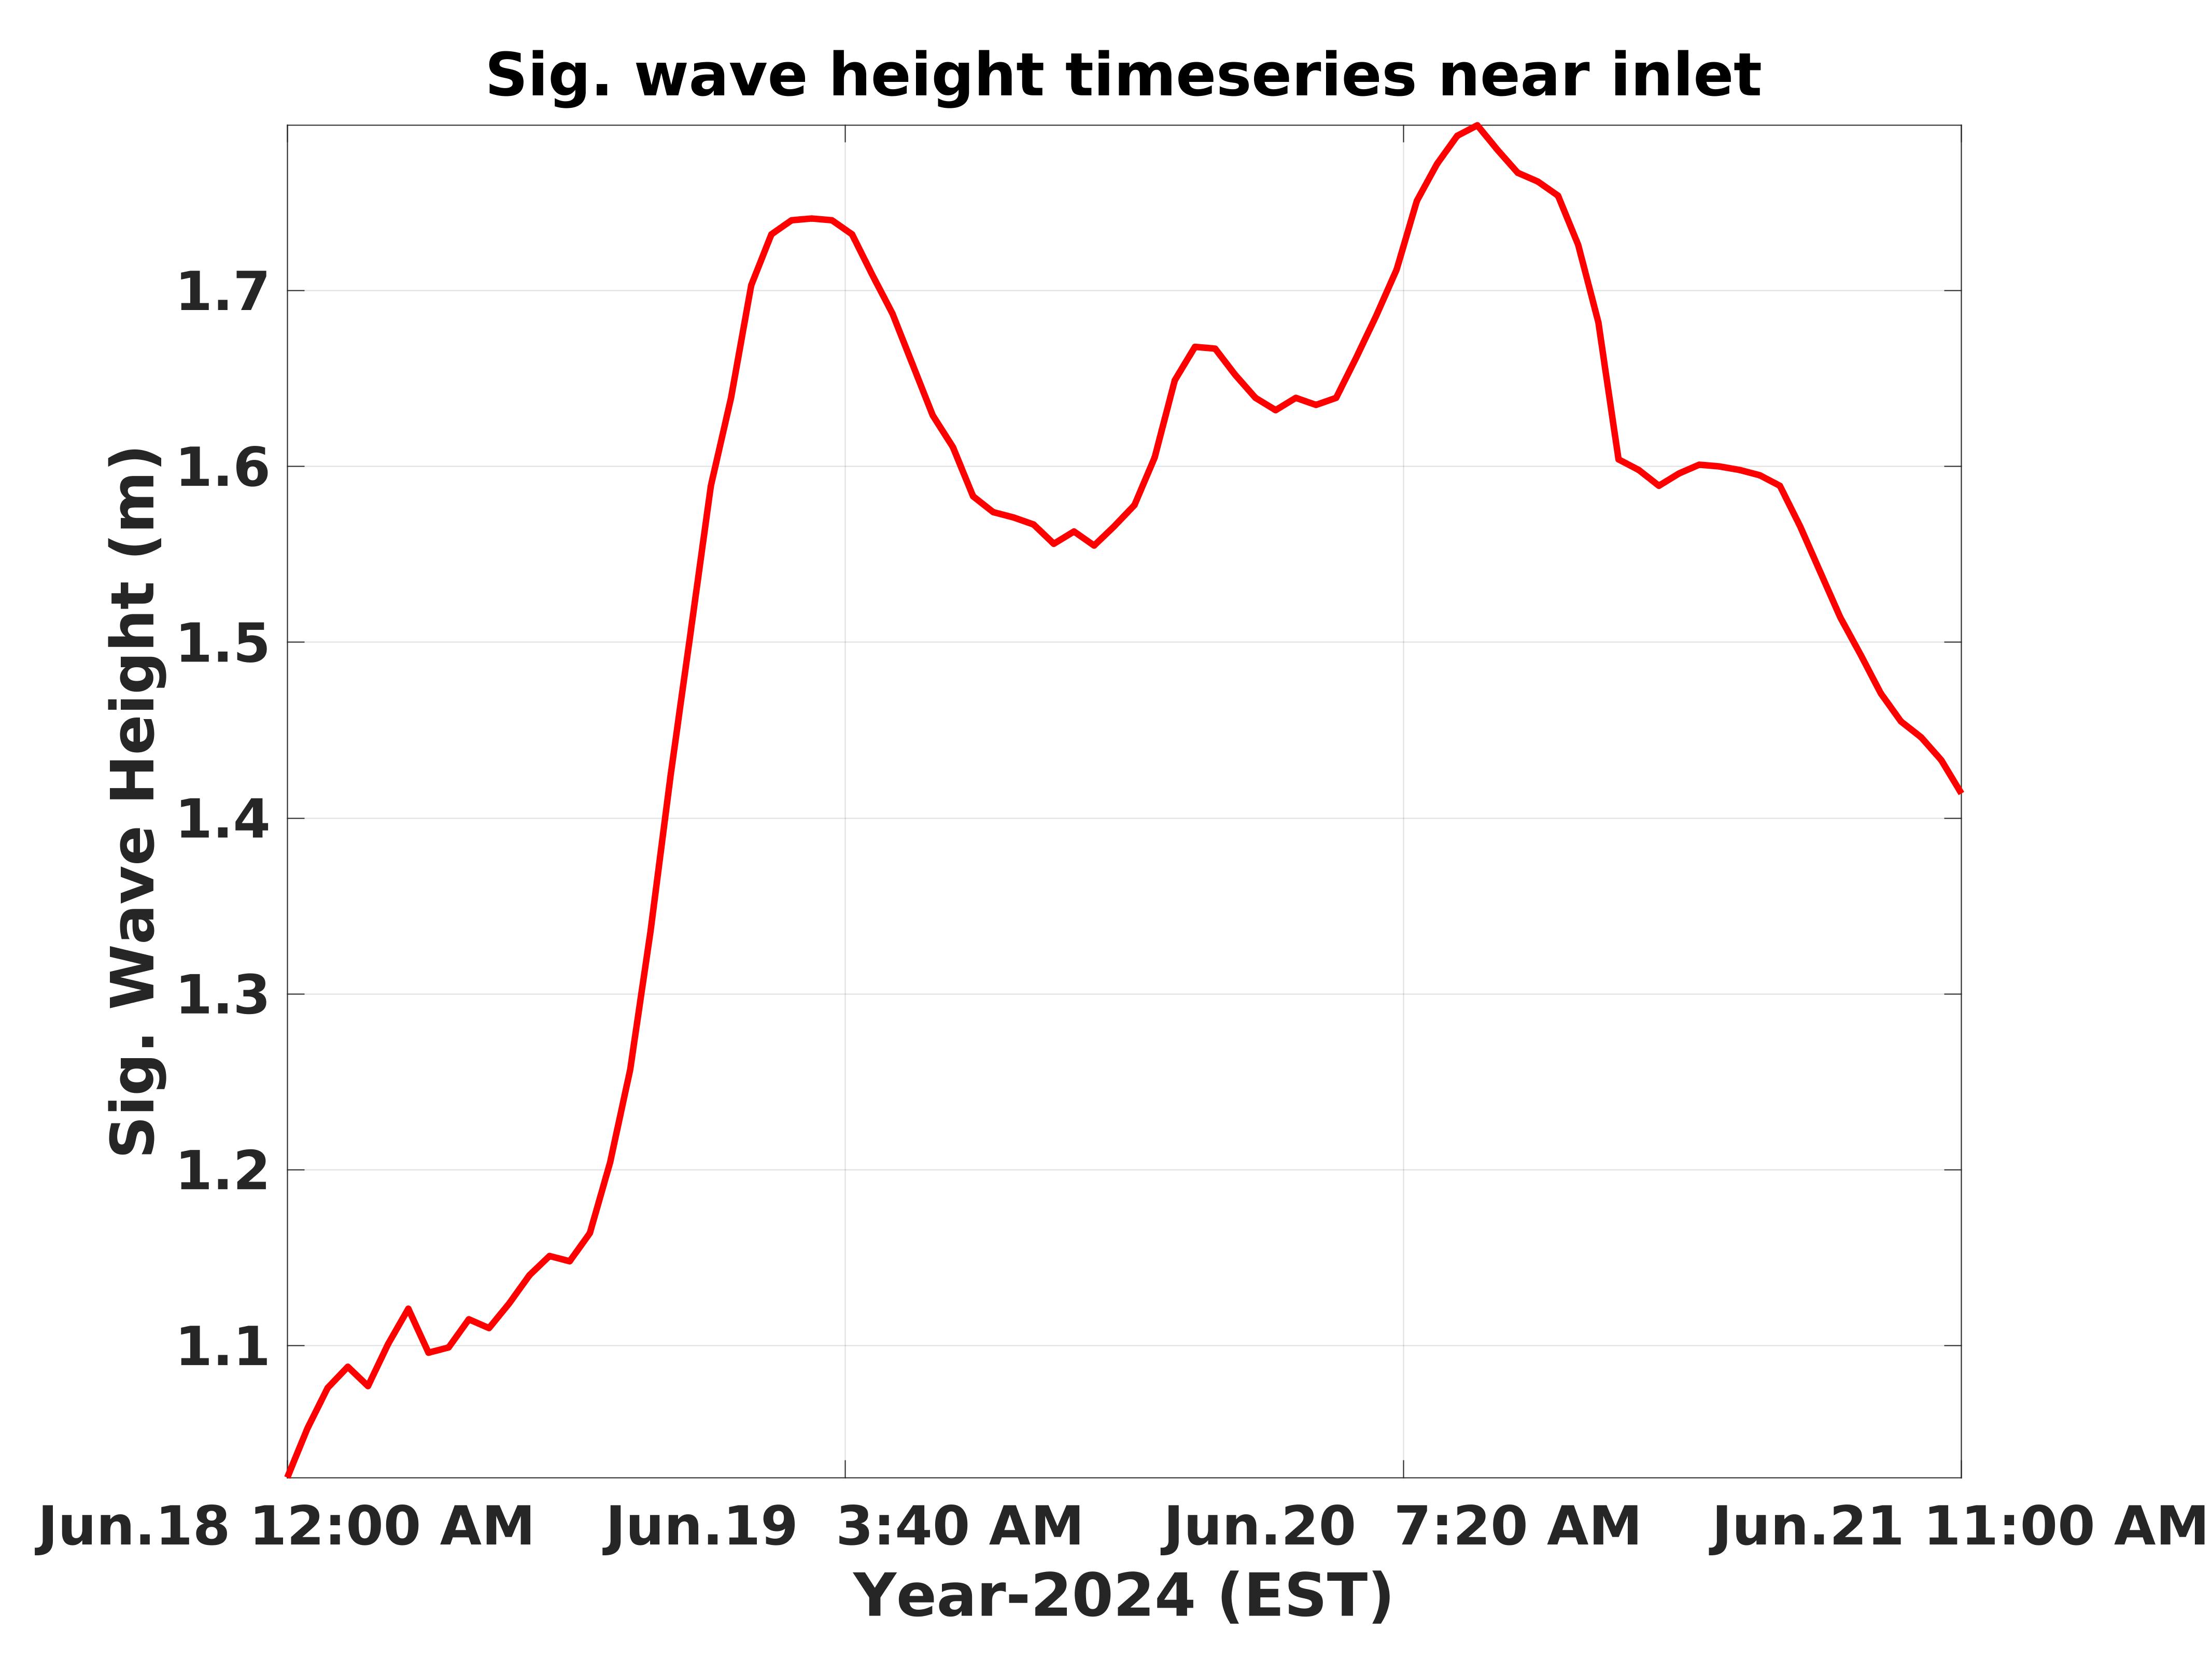 Sig. wave height timeseries near inlet
Sig. Wave Height (m)
1.7
1.6
1.5
1.4
1.3
1.2
1.1
Jun.18 12:00 AM Jun.19 3:40 AM Jun.20 7:20 AM Jun.21 11:00 AM
Year-2024 (EST)